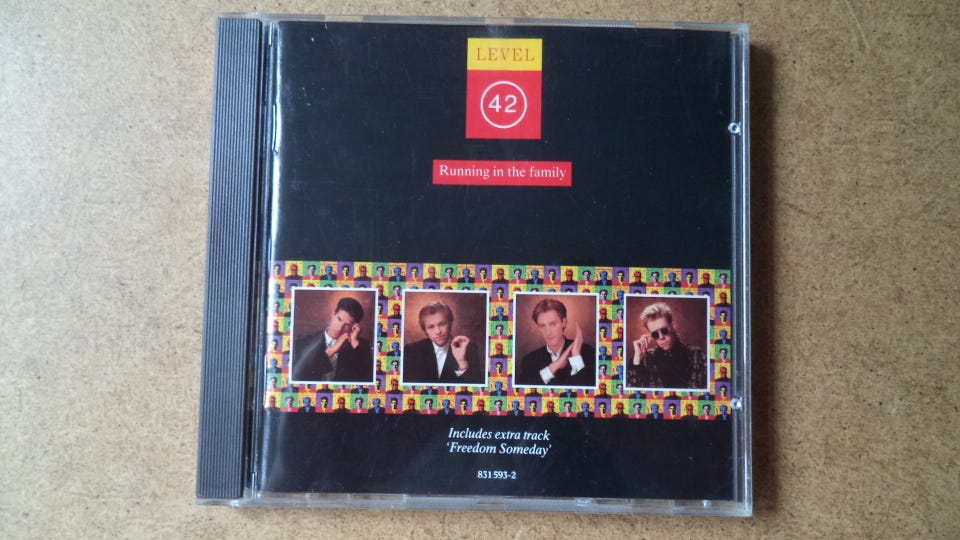 LEVEL
42
Running in the family
Includes extra track
'Freedom Someday'
831 593-2